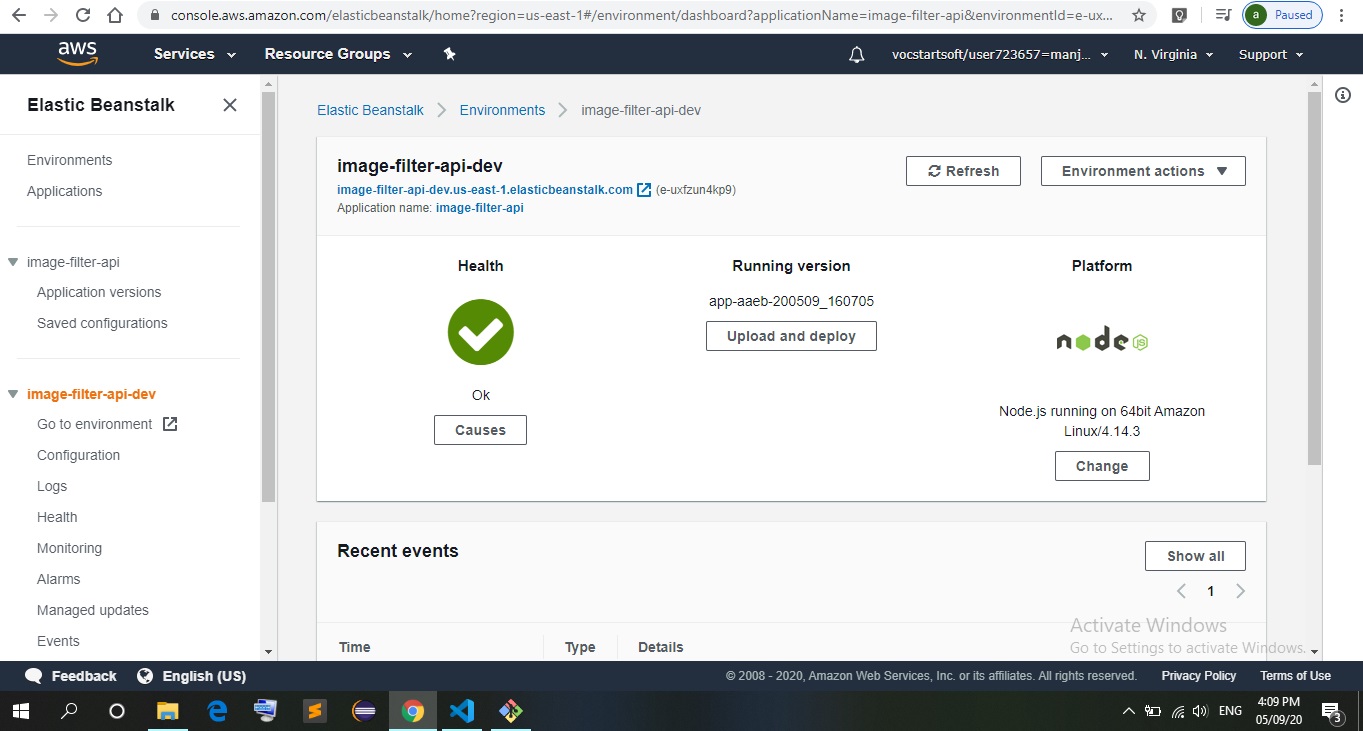 console.aws.amazon.com/elasticbeanstalk/home?region=us-east-1#/environment/dashboard?applicationName=image-filter-api&environmentId=e-ux...
a Paused
aws Services Resource Groups vocstartsoft/user723657=manj... N. Virginia Support
Elastic Beanstalk
Environments
Applications
image-filter-api
Application versions
Saved configurations
image-filter-api-dev
Go to environment
Configuration
Logs
Health
Monitoring
Alarms
Managed updates
Events
Elastic Beanstalk Environments image-filter-api-dev
image-filter-api-dev
image-filter-api-dev.us-east-1.elasticbeanstalk.com (e-uxfzun4kp9)
Application name: image-filter-api
Refresh
Environment actions
Health
Ok
Causes
Running version
app-aaeb-200509_160705
Upload and deploy
Platform
node JS
Node.js running on 64bit Amazon
Linux/4.14.3
Change
Recent events
Show all
1
Time Type Details
Activate Windows
Go to Settings to activate Windows.
Feedback English (US) © 2008 - 2020, Amazon Web Services, Inc. or its affiliates. All rights reserved. Privacy Policy Terms of Use
ENG
4:09 PM
05/09/20
3